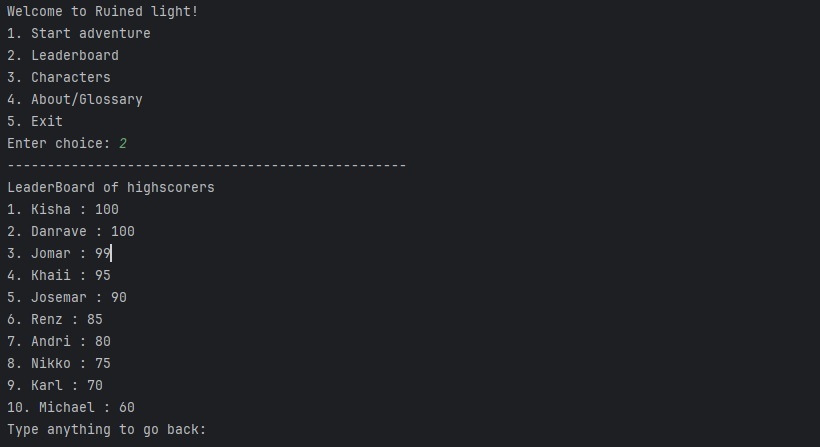 Welcome to Ruined light!
1. Start adventure
2. Leaderboard
3. Characters
4. About/Glossary
5. Exit
Enter choice: 2
--------------------------------------------------
LeaderBoard of highscorers
1. Kisha : 100
2. Danrave : 100
3. Jomar : 99
4. Khaii : 95
5. Josemar : 90
6. Renz : 85
7. Andri : 80
8. Nikko : 75
9. Karl : 70
10. Michael : 60
Type anything to go back: